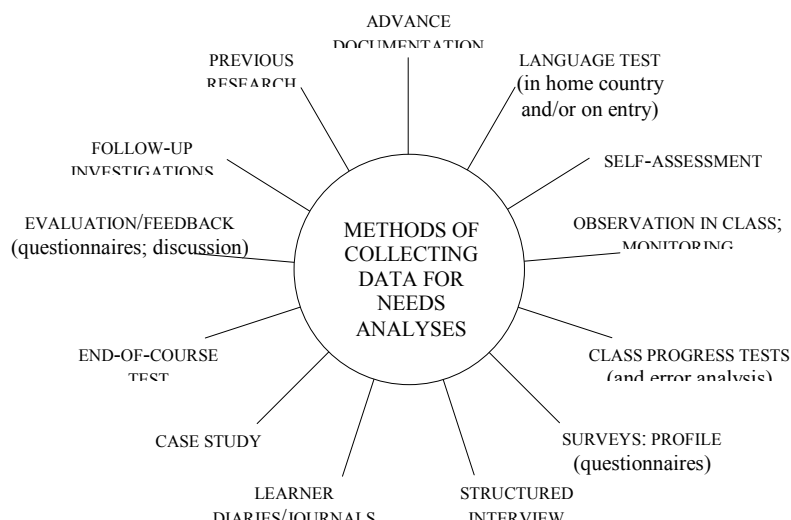 ADVANCE
DOCUMENTATION
PREVIOUS
RESEARCH
LANGUAGE TEST
(in home country
and/or on entry)
FOLLOW-UP
INVESTIGATIONS
SELF-ASSESSMENT
EVALUATION/FEEDBACK
(questionnaires; discussion)
OBSERVATION IN CLASS;
MONITORING
METHODS OF
COLLECTING
DATA FOR
NEEDS
ANALYSES
END-OF-COURSE
TEST
CLASS PROGRESS TESTS
(and error analysis)
CASE STUDY
SURVEYS: PROFILE
(questionnaires)
LEARNER
DIARIES/JOURNALS
STRUCTURED
INTERVIEW